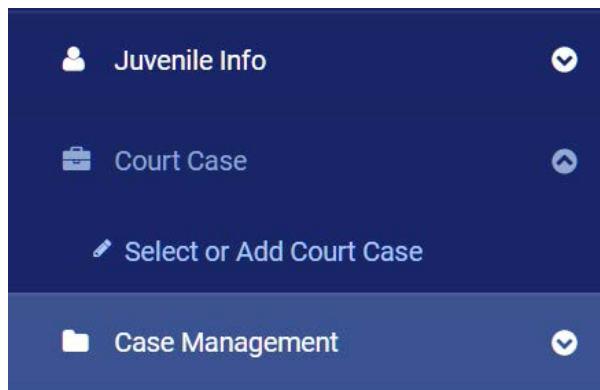 Juvenile Info
Court Case
Select or Add Court Case
Case Management